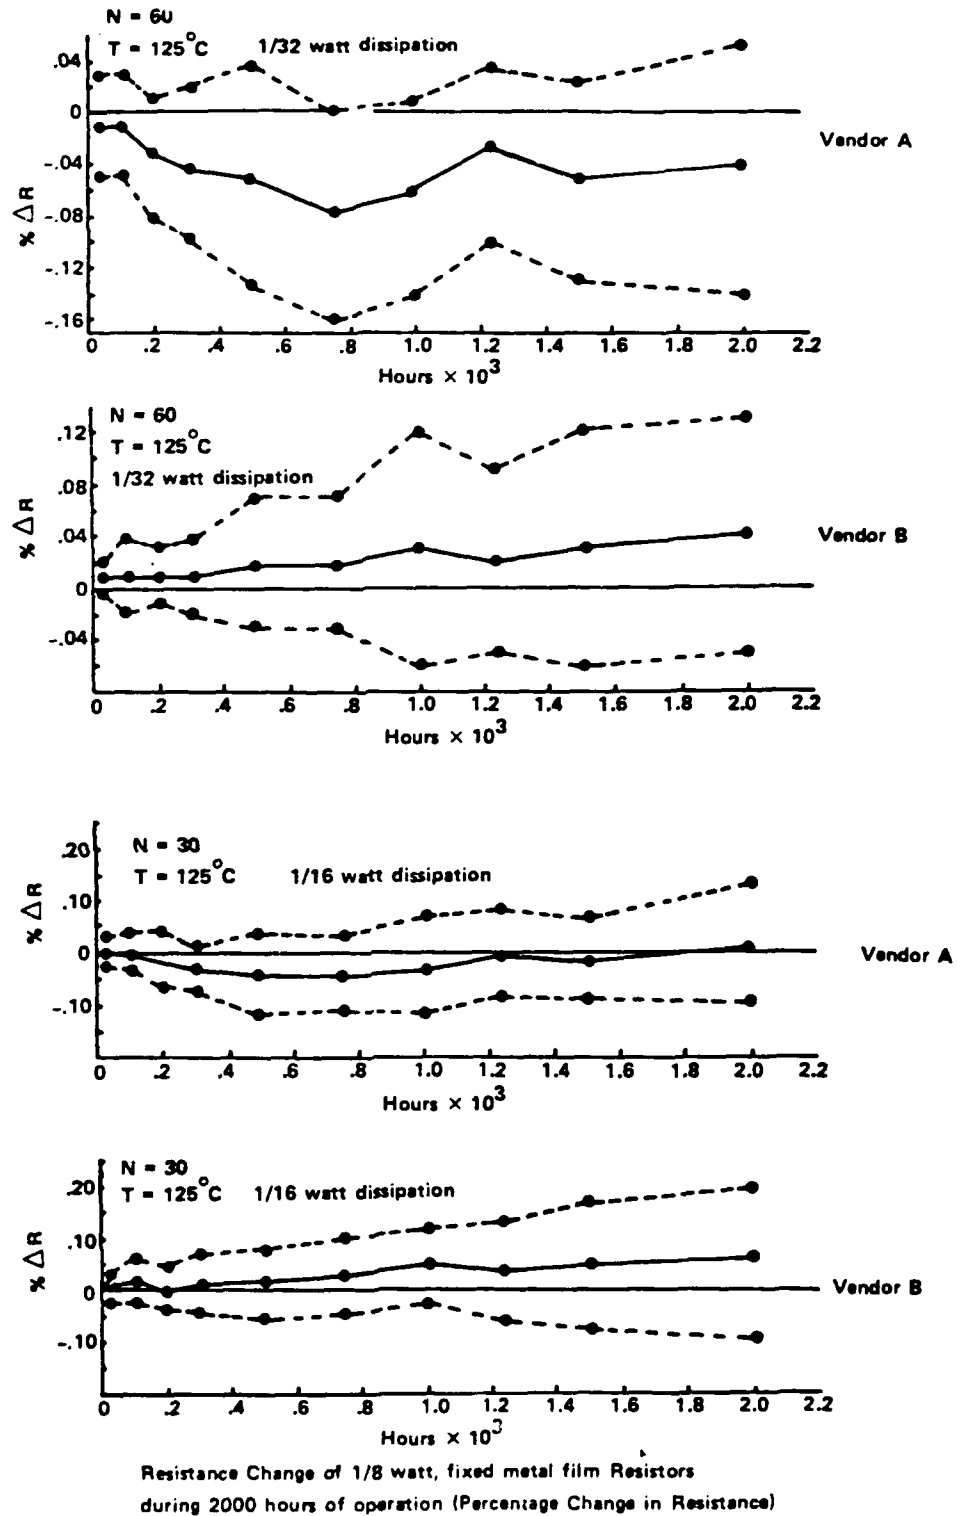 N = 60
T = 125°C 1/32 watt dissipation
.04
0
-.04
-.08
-.12
-.16
% Δ R
Vendor A
0 .2 .4 .6 .8 1.0 1.2 1.4 1.6 1.8 2.0 2.2
Hours × 10³
N = 60
T = 125°C
1/32 watt dissipation
.12
.08
.04
0
-.04
% Δ R
Vendor B
0 .2 .4 .6 .8 1.0 1.2 1.4 1.6 1.8 2.0 2.2
Hours × 10³
N = 30
T = 125°C 1/16 watt dissipation
.20
.10
0
-.10
% Δ R
Vendor A
0 .2 .4 .6 .8 1.0 1.2 1.4 1.6 1.8 2.0 2.2
Hours × 10³
N = 30
T = 125°C 1/16 watt dissipation
.20
.10
0
-.10
% Δ R
Vendor B
0 .2 .4 .6 .8 1.0 1.2 1.4 1.6 1.8 2.0 2.2
Hours × 10³
Resistance Change of 1/8 watt, fixed metal film Resistors
during 2000 hours of operation (Percentage Change in Resistance)